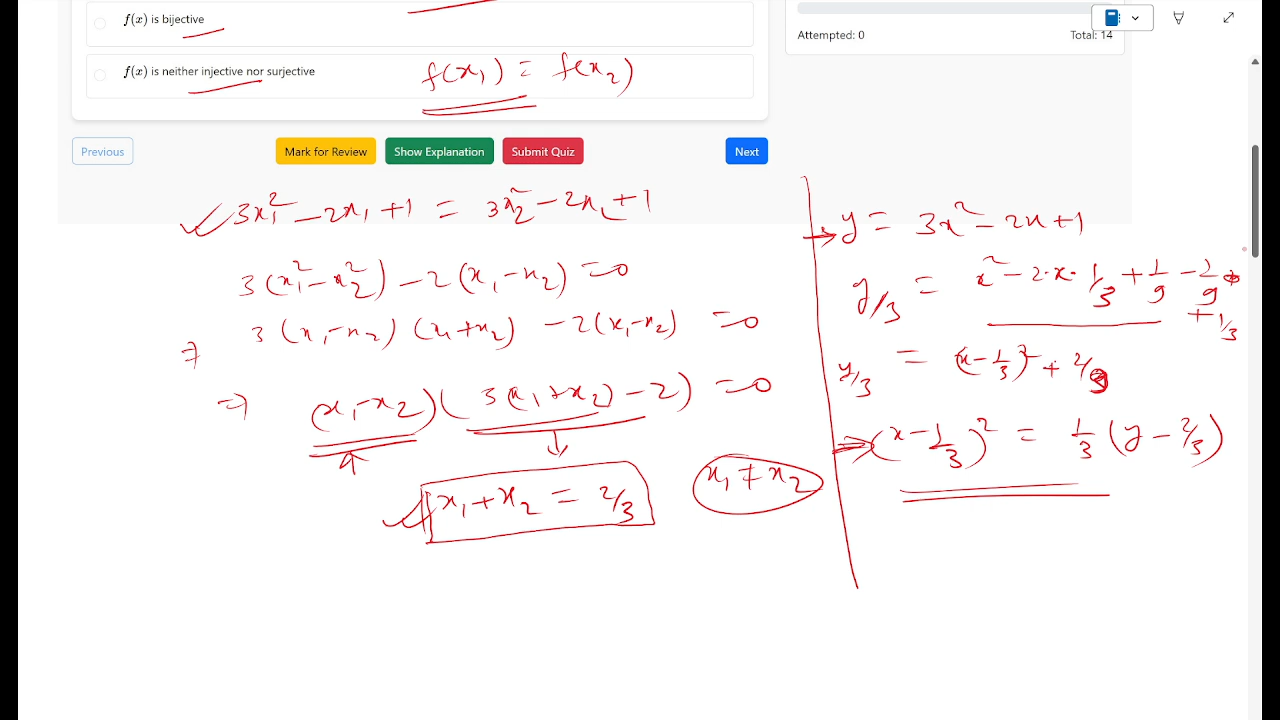 f(x) is bijective
Attempted: 0 Total: 14
f(x) is neither injective nor surjective
f(x₁) = f(x₂)
Previous Mark for Review Show Explanation Submit Quiz Next
3x₁² - 2x₁ + 1 = 3x₂² - 2x₂ + 1
3(x₁² - x₂²) - 2(x₁ - x₂) = 0
⇒ 3(x₁ - x₂)(x₁ + x₂) - 2(x₁ - x₂) = 0
⇒ (x₁ - x₂)(3(x₁ + x₂) - 2) = 0
x₁ + x₂ = 2/3
x₁ ≠ x₂
→ y = 3x² - 2x + 1
y/3 = x² - 2·x·1/3 + 1/9 - 1/9 + 1/3
y/3 = (x - 1/3)² + 2/9
⇒ (x - 1/3)² = 1/3 (y - 2/3)